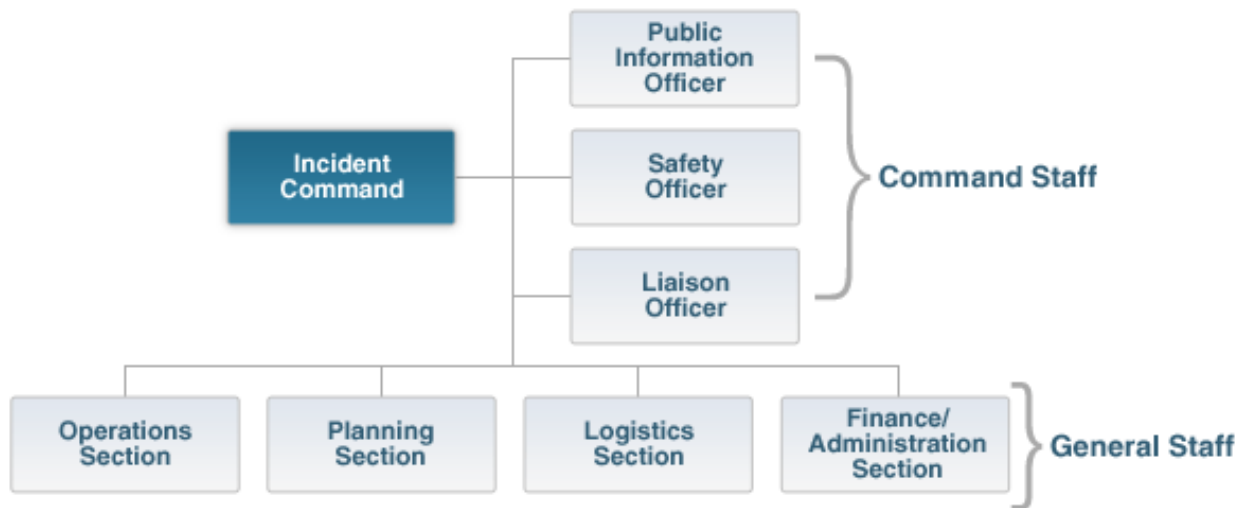 Public
Information
Officer
Incident
Command
Safety
Officer
Command Staff
Liaison
Officer
Operations
Section
Planning
Section
Logistics
Section
Finance/
Administration
Section
General Staff